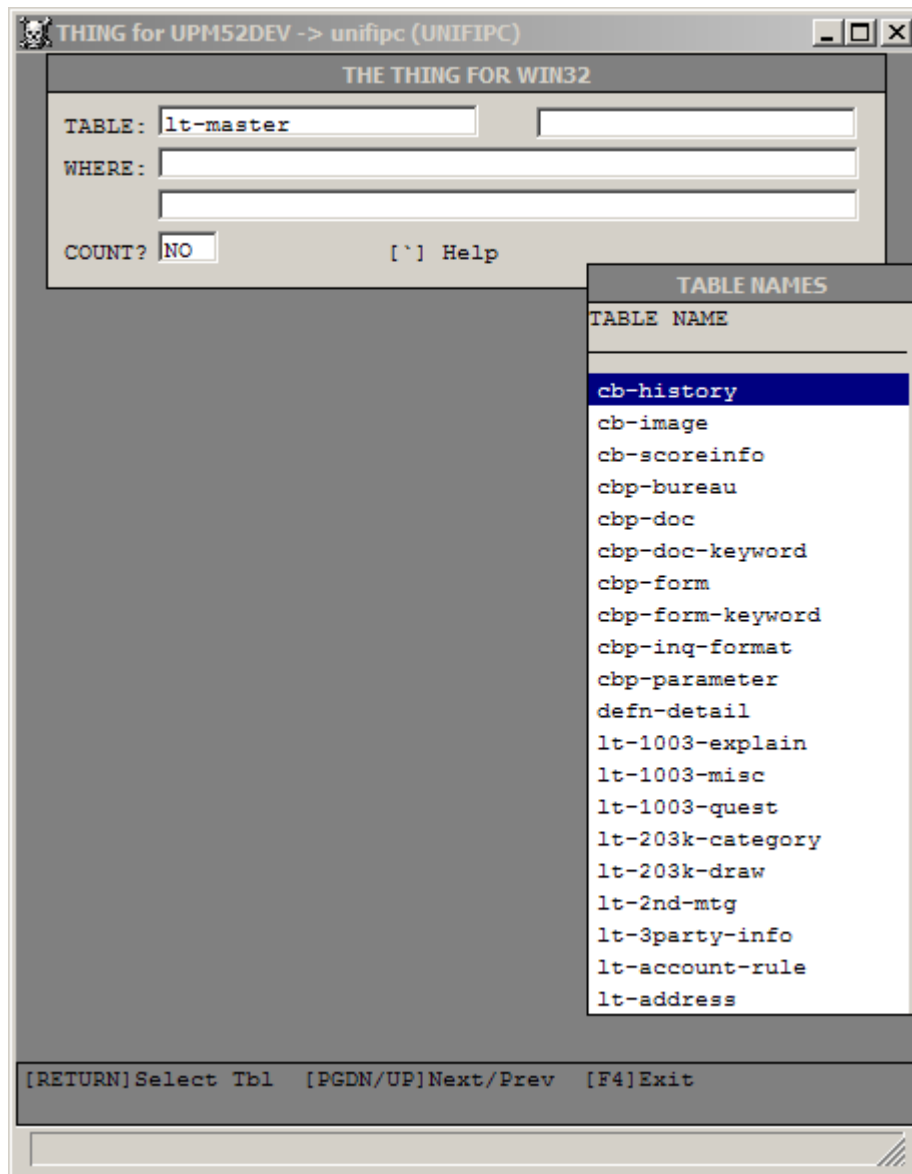 THING for UPM52DEV -> unifipc (UNIFIPC)
THE THING FOR WIN32
TABLE: lt-master
WHERE:
COUNT? NO [`] Help
TABLE NAMES
TABLE NAME
cb-history
cb-image
cb-scoreinfo
cbp-bureau
cbp-doc
cbp-doc-keyword
cbp-form
cbp-form-keyword
cbp-inq-format
cbp-parameter
defn-detail
lt-1003-explain
lt-1003-misc
lt-1003-quest
lt-203k-category
lt-203k-draw
lt-2nd-mtg
lt-3party-info
lt-account-rule
lt-address
[RETURN]Select Tbl [PGDN/UP]Next/Prev [F4]Exit